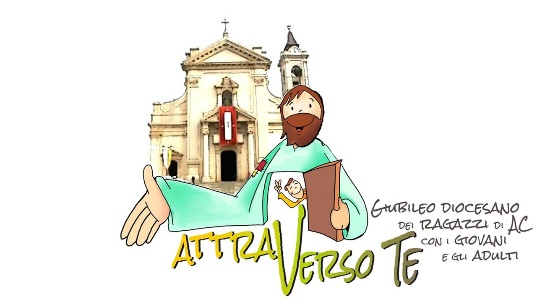 ATTRAVERSO TE
GIUBILEO DIOCESANO
DEI RAGAZZI DI AC
CON I GIOVANI
E GLI ADULTI